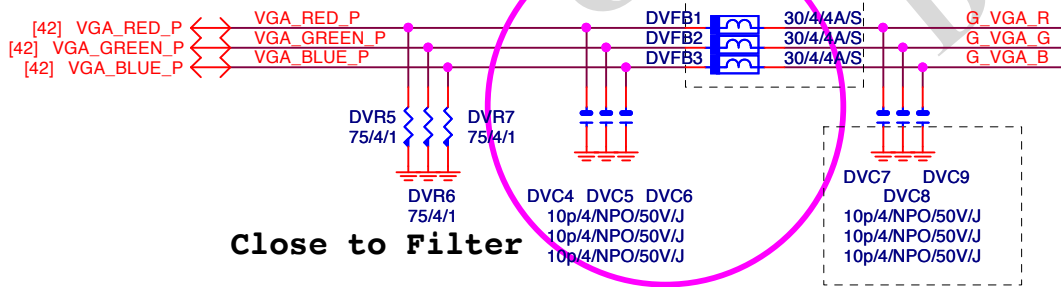 [42] VGA_RED_P VGA_RED_P DVFB1 30/4/4A/S G_VGA_R
[42] VGA_GREEN_P VGA_GREEN_P DVFB2 30/4/4A/S G_VGA_G
[42] VGA_BLUE_P VGA_BLUE_P DVFB3 30/4/4A/S G_VGA_B
DVR5 DVR7
75/4/1 75/4/1
DVC7 DVC9
DVR6 DVC4 DVC5 DVC6 DVC8
75/4/1 10p/4/NPO/50V/J 10p/4/NPO/50V/J
Close to Filter 10p/4/NPO/50V/J 10p/4/NPO/50V/J
10p/4/NPO/50V/J 10p/4/NPO/50V/J